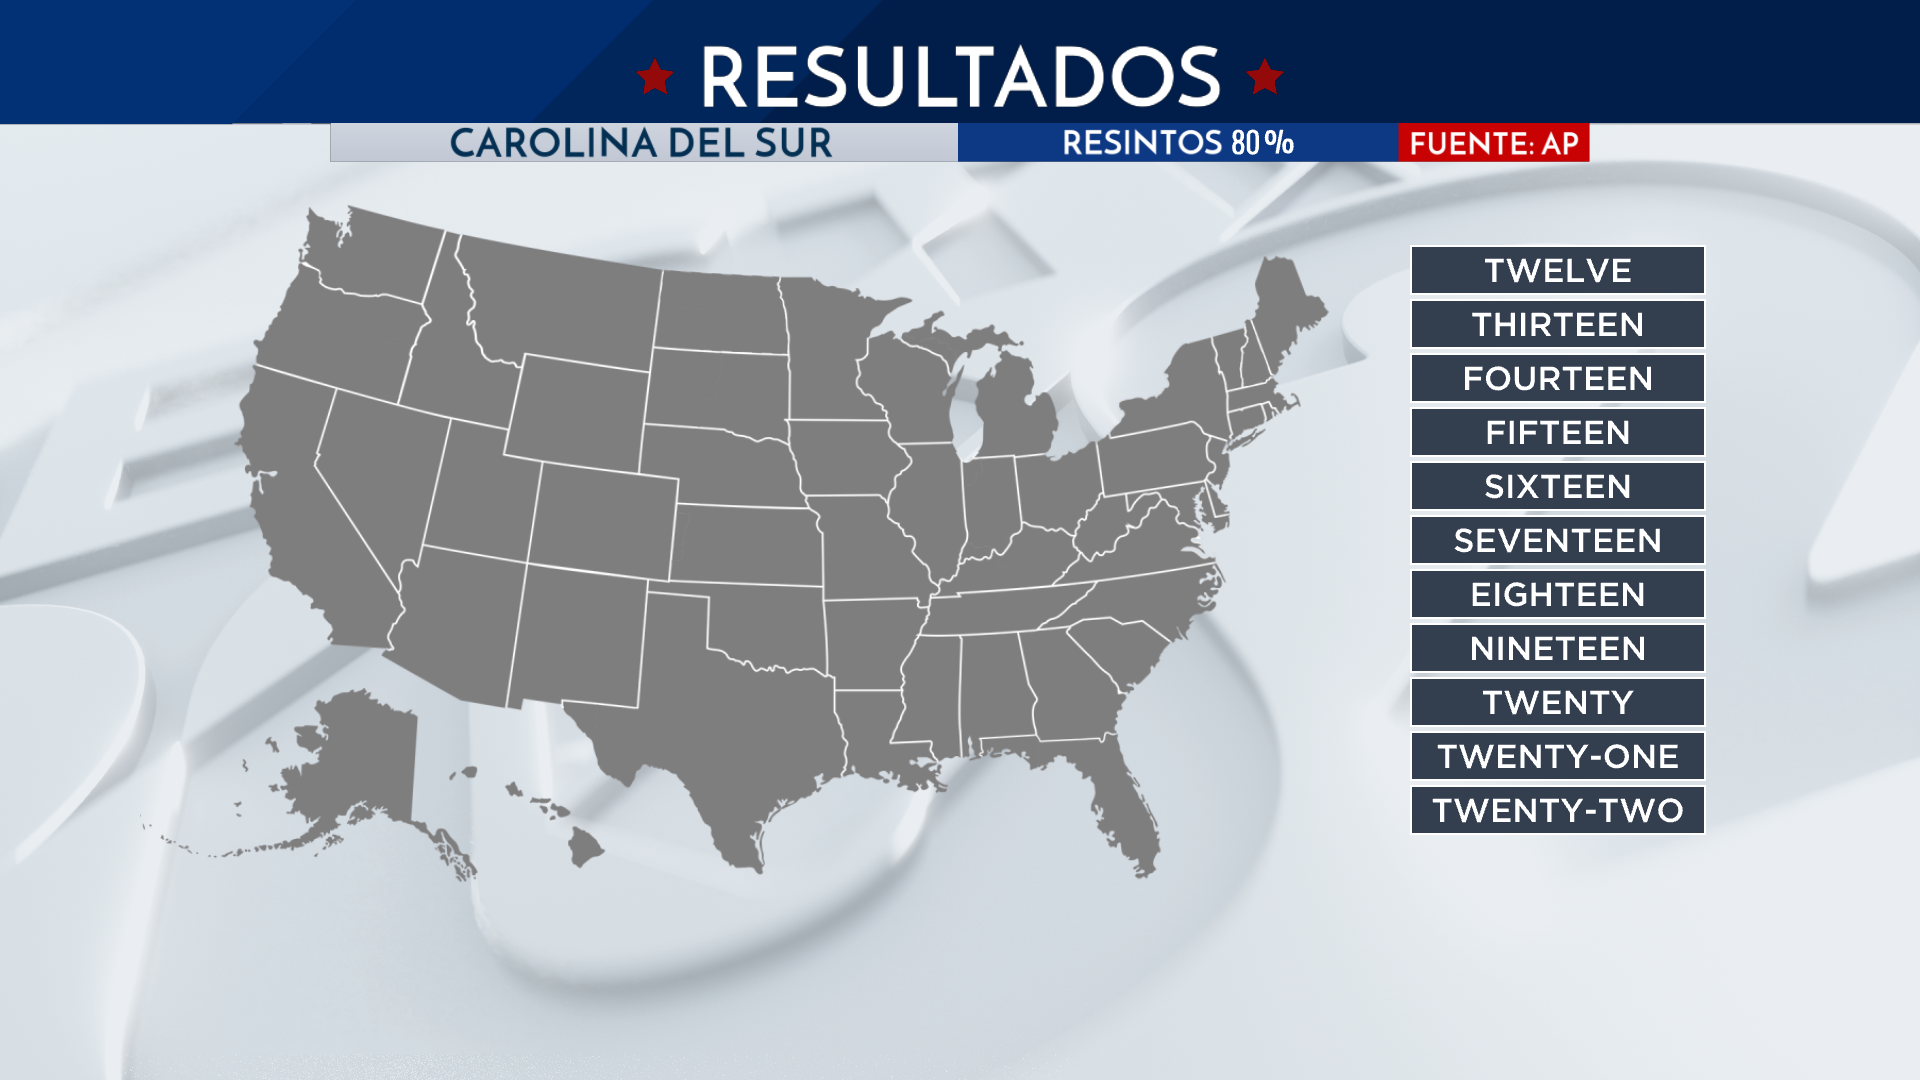 RESULTADOS
CAROLINA DEL SUR RESINTOS 80% FUENTE: AP
TWELVE
THIRTEEN
FOURTEEN
FIFTEEN
SIXTEEN
SEVENTEEN
EIGHTEEN
NINETEEN
TWENTY
TWENTY-ONE
TWENTY-TWO